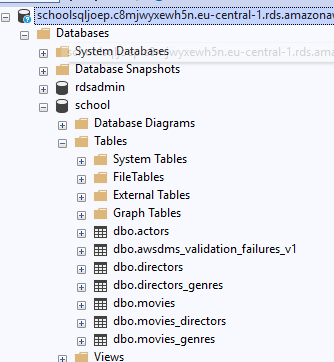 schoolsqljoep.c8mjwyxewh5n.eu-central-1.rds.amazonav
Databases
System Databases
Database Snapshots
rdsadmin
school
Database Diagrams
Tables
System Tables
FileTables
External Tables
Graph Tables
dbo.actors
dbo.awsdms_validation_failures_v1
dbo.directors
dbo.directors_genres
dbo.movies
dbo.movies_directors
dbo.movies_genres
Views